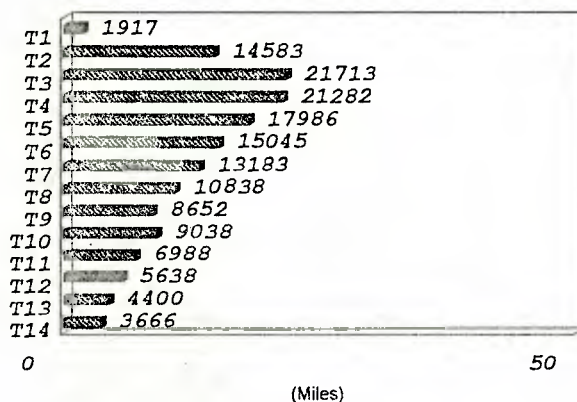 T1 1917
T2 14583
T3 21713
T4 21282
T5 17986
T6 15045
T7 13183
T8 10838
T9 8652
T10 9038
T11 6988
T12 5638
T13 4400
T14 3666
0 50
(Miles)